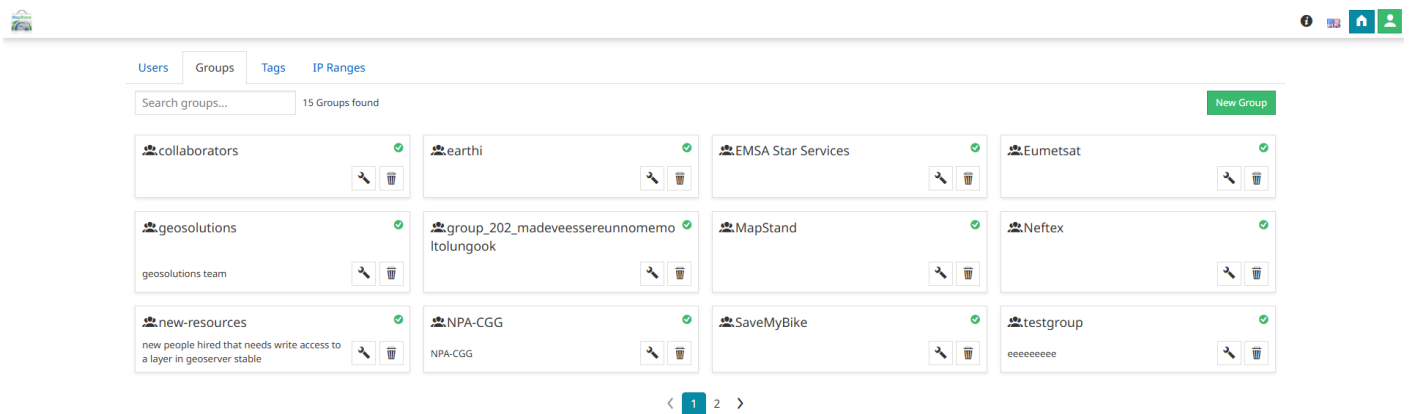 Users Groups Tags IP Ranges
Search groups... 15 Groups found New Group
collaborators earthi EMSA Star Services Eumetsat
geosolutions group_202_madeveessereunnomemo MapStand Neftex
ltolungook
geosolutions team
new-resources NPA-CGG SaveMyBike testgroup
new people hired that needs write access to
a layer in geoserver stable
NPA-CGG eeeeeeeee
1 2